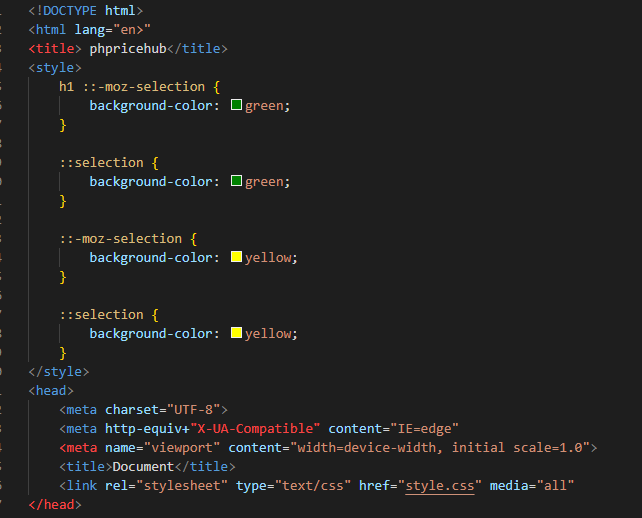 <!DOCTYPE html>
<html lang="en>"
<title> phpricehub</title>
<style>
h1 ::-moz-selection {
background-color: green;
}
::selection {
background-color: green;
}
::-moz-selection {
background-color: yellow;
}
::selection {
background-color: yellow;
}
</style>
<head>
<meta charset="UTF-8">
<meta http-equiv+"X-UA-Compatible" content="IE=edge"
<meta name="viewport" content="width=device-width, initial scale=1.0">
<title>Document</title>
<link rel="stylesheet" type="text/css" href="style.css" media="all"
</head>